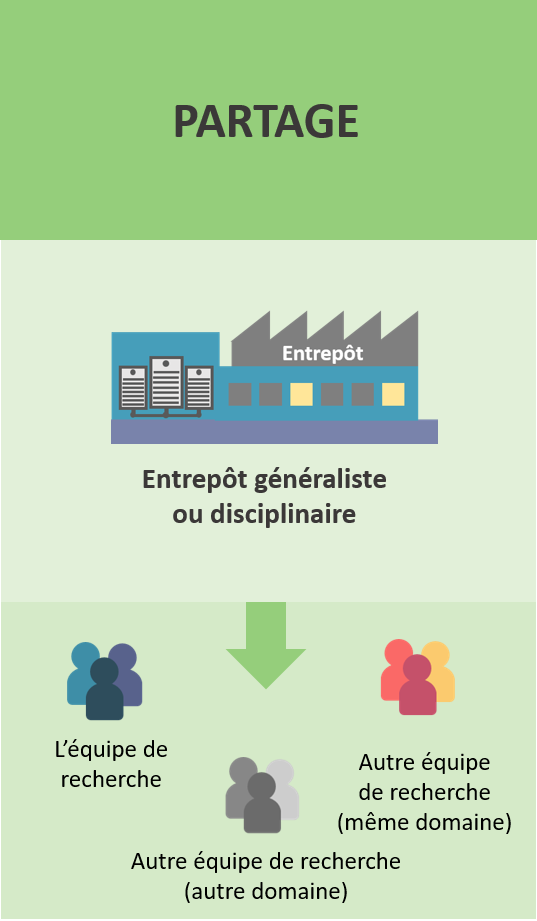 PARTAGE
Entrepôt
Entrepôt généraliste
ou disciplinaire
L'équipe de
recherche
Autre équipe
de recherche
(même domaine)
Autre équipe de recherche
(autre domaine)